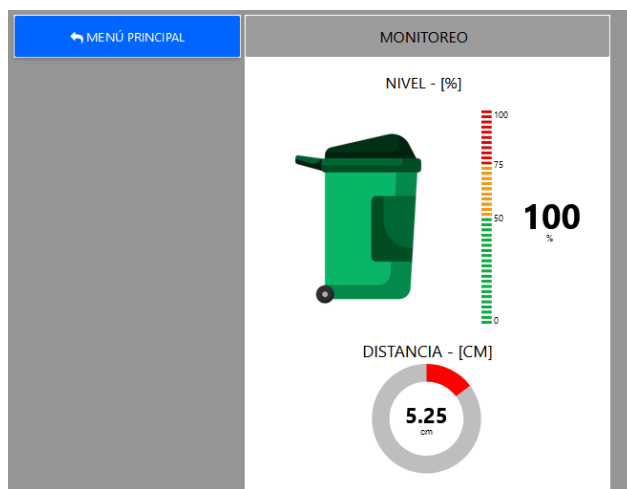 MENÚ PRINCIPAL
MONITOREO
NIVEL - [%]
100
75
50
0
100
%
DISTANCIA - [CM]
5.25
cm